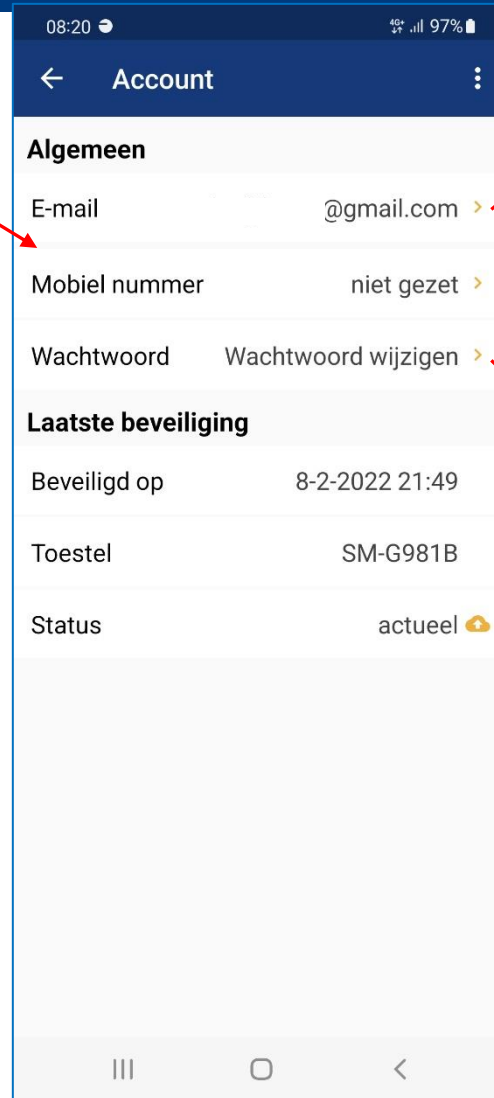 08:20 4G+ 97%
Account
Algemeen
E-mail @gmail.com
Mobiel nummer niet gezet
Wachtwoord Wachtwoord wijzigen
Laatste beveiliging
Beveiligd op 8-2-2022 21:49
Toestel SM-G981B
Status actueel